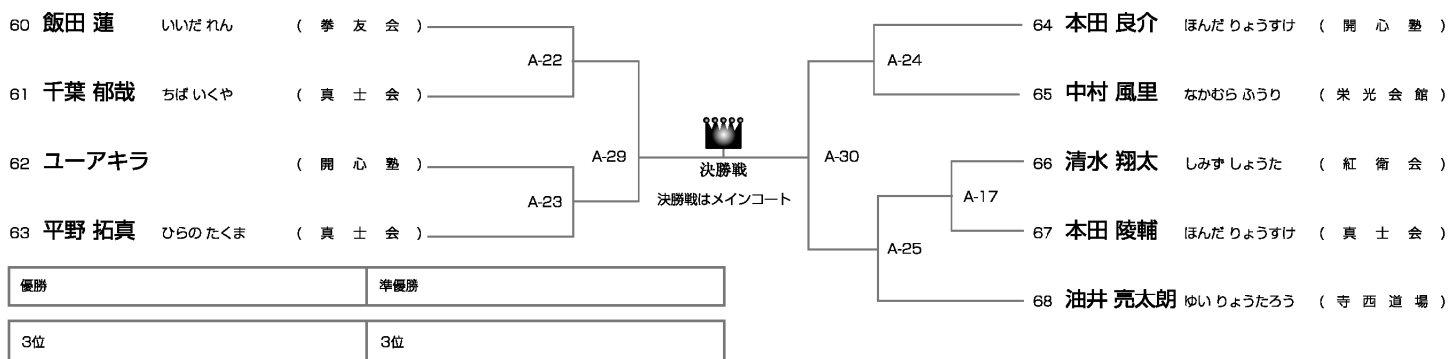 60 飯田 蓮 いいだ れん ( 拳 友 会 )
A-22
61 千葉 郁哉 ちば いくや ( 真 士 会 )
A-29
62 ユーアキラ ( 開 心 塾 )
A-23
63 平野 拓真 ひらの たくま ( 真 士 会 )
決勝戦
決勝戦はメインコート
64 本田 良介 ほんだ りょうすけ ( 開 心 塾 )
A-24
65 中村 風里 なかむら ふうり ( 栄 光 会 館 )
A-30
66 清水 翔太 しみず しょうた ( 紅 衛 会 )
A-17
67 本田 陵輔 ほんだ りょうすけ ( 真 士 会 )
A-25
68 油井 亮太朗 ゆい りょうたろう ( 寺 西 道 場 )
優勝 準優勝
3位 3位